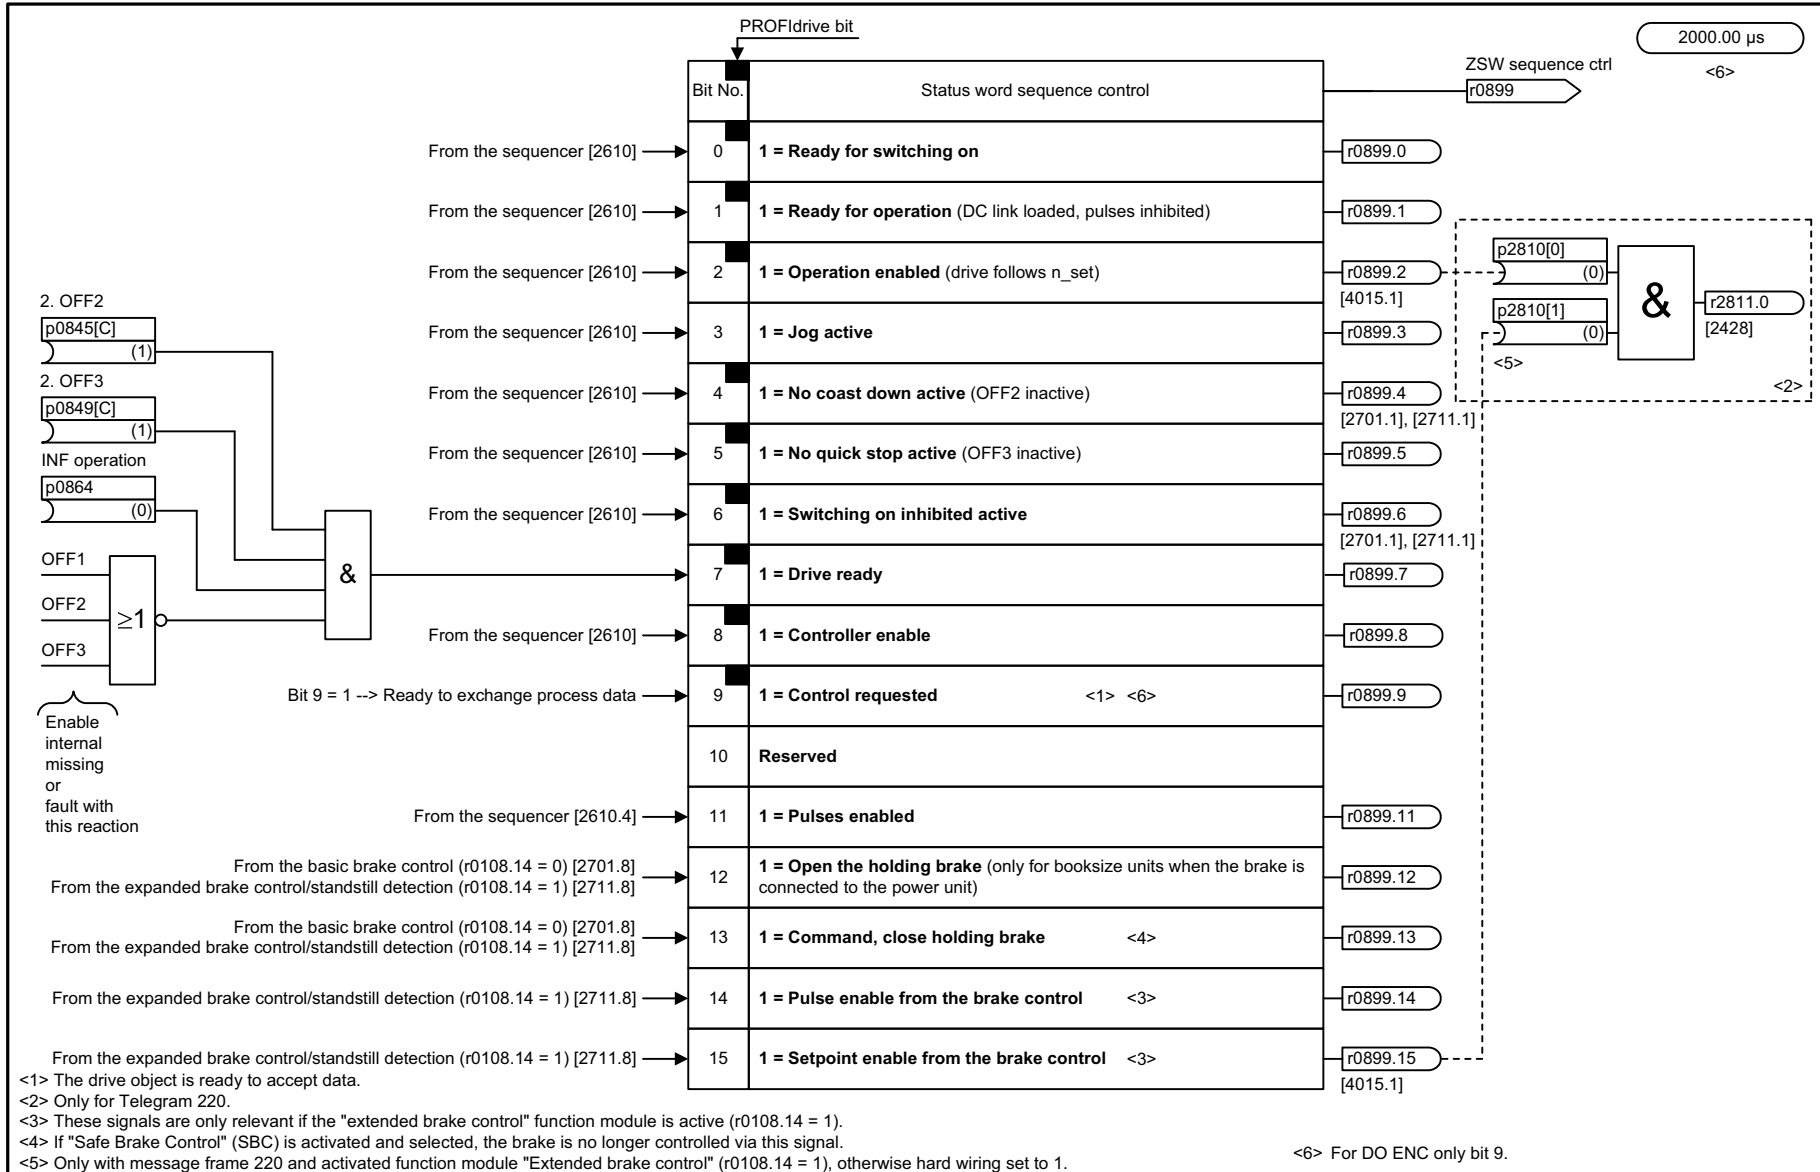 PROFIdrive bit
2000.00 µs
<6>
ZSW sequence ctrl
r0899
Bit No.
Status word sequence control
From the sequencer [2610]
0
1 = Ready for switching on
r0899.0
From the sequencer [2610]
1
1 = Ready for operation (DC link loaded, pulses inhibited)
r0899.1
From the sequencer [2610]
2
1 = Operation enabled (drive follows n_set)
r0899.2
[4015.1]
p2810[0]
(0)
p2810[1]
(0)
<5>
&
r2811.0
[2428]
<2>
2. OFF2
p0845[C]
(1)
2. OFF3
p0849[C]
(1)
INF operation
p0864
(0)
OFF1
OFF2
OFF3
≥1
&
Enable
internal
missing
or
fault with
this reaction
From the sequencer [2610]
3
1 = Jog active
r0899.3
From the sequencer [2610]
4
1 = No coast down active (OFF2 inactive)
r0899.4
[2701.1], [2711.1]
From the sequencer [2610]
5
1 = No quick stop active (OFF3 inactive)
r0899.5
From the sequencer [2610]
6
1 = Switching on inhibited active
r0899.6
[2701.1], [2711.1]
7
1 = Drive ready
r0899.7
From the sequencer [2610]
8
1 = Controller enable
r0899.8
Bit 9 = 1 --> Ready to exchange process data
9
1 = Control requested <1> <6>
r0899.9
10
Reserved
From the sequencer [2610.4]
11
1 = Pulses enabled
r0899.11
From the basic brake control (r0108.14 = 0) [2701.8]
From the expanded brake control/standstill detection (r0108.14 = 1) [2711.8]
12
1 = Open the holding brake (only for booksize units when the brake is
connected to the power unit)
r0899.12
From the basic brake control (r0108.14 = 0) [2701.8]
From the expanded brake control/standstill detection (r0108.14 = 1) [2711.8]
13
1 = Command, close holding brake <4>
r0899.13
From the expanded brake control/standstill detection (r0108.14 = 1) [2711.8]
14
1 = Pulse enable from the brake control <3>
r0899.14
From the expanded brake control/standstill detection (r0108.14 = 1) [2711.8]
15
1 = Setpoint enable from the brake control <3>
r0899.15
[4015.1]
<1> The drive object is ready to accept data.
<2> Only for Telegram 220.
<3> These signals are only relevant if the "extended brake control" function module is active (r0108.14 = 1).
<4> If "Safe Brake Control" (SBC) is activated and selected, the brake is no longer controlled via this signal.
<5> Only with message frame 220 and activated function module "Extended brake control" (r0108.14 = 1), otherwise hard wiring set to 1.
<6> For DO ENC only bit 9.